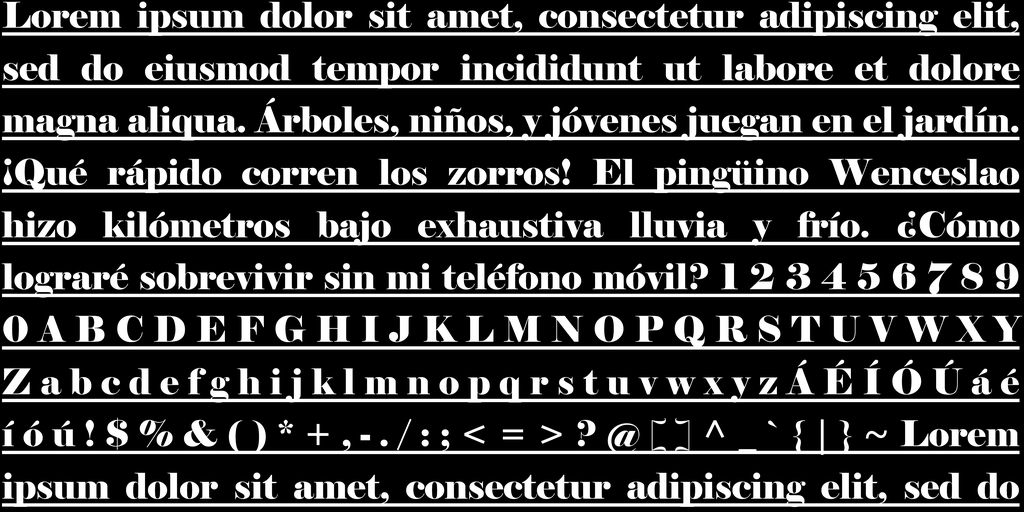 Lorem ipsum dolor sit amet, consectetur adipiscing elit,
sed do eiusmod tempor incididunt ut labore et dolore
magna aliqua. Árboles, niños, y jóvenes juegan en el jardín.
¡Qué rápido corren los zorros! El pingüino Wenceslao
hizo kilómetros bajo exhaustiva lluvia y frío. ¿Cómo
lograré sobrevivir sin mi teléfono móvil? 1 2 3 4 5 6 7 8 9
0 A B C D E F G H I J K L M N O P Q R S T U V W X Y
Z a b c d e f g h i j k l m n o p q r s t u v w x y z Á É Í Ó Ú á é
í ó ú ! $ % & ( ) * + , - . / : ; < = > ? @ [ ] ^ _ ` { | } ~ Lorem
ipsum dolor sit amet, consectetur adipiscing elit, sed do